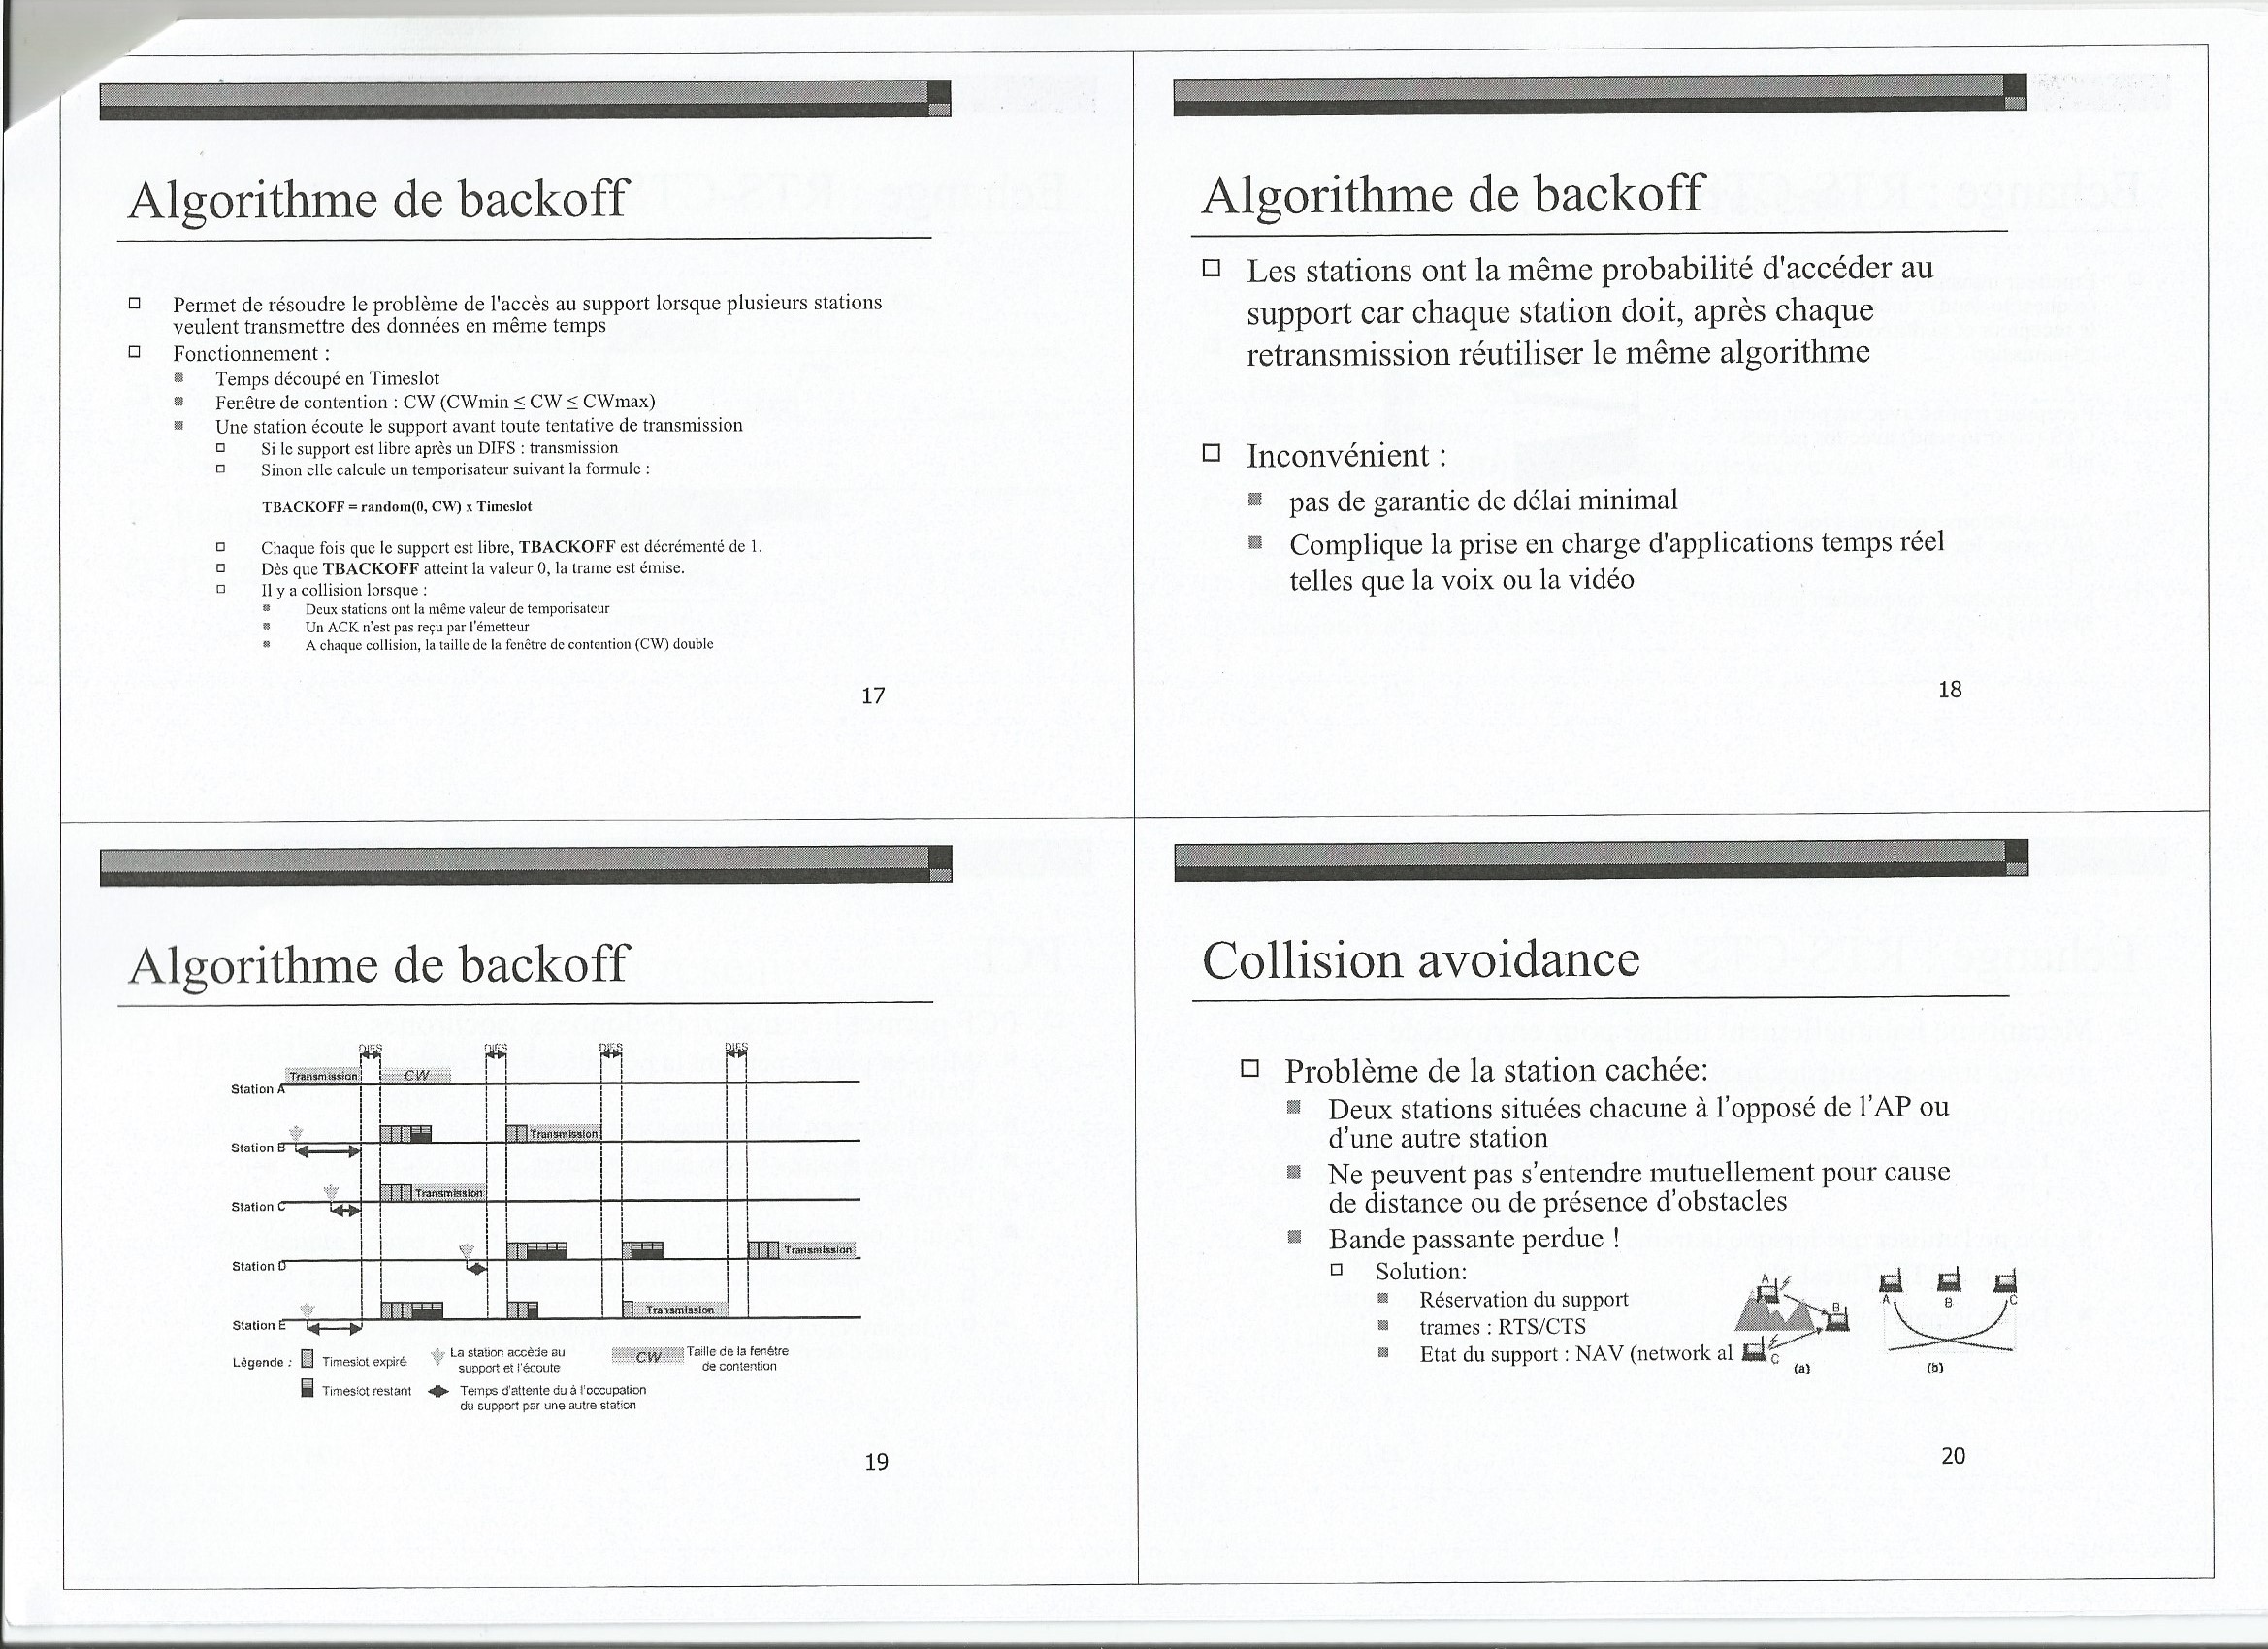 Algorithme de backoff
Permet de résoudre le problème de l'accès au support lorsque plusieurs stations
veulent transmettre des données en même temps
Fonctionnement :
Temps découpé en Timeslot
Fenêtre de contention : CW (CWmin ≤ CW ≤ CWmax)
Une station écoute le support avant toute tentative de transmission
Si le support est libre après un DIFS : transmission
Sinon elle calcule un temporisateur suivant la formule :
TBACKOFF = random(0, CW) x Timeslot
Chaque fois que le support est libre, TBACKOFF est décrémenté de 1.
Dès que TBACKOFF atteint la valeur 0, la trame est émise.
Il y a collision lorsque :
Deux stations ont la même valeur de temporisateur
Un ACK n'est pas reçu par l'émetteur
A chaque collision, la taille de la fenêtre de contention (CW) double
17
Algorithme de backoff
Les stations ont la même probabilité d'accéder au
support car chaque station doit, après chaque
retransmission réutiliser le même algorithme
Inconvénient :
pas de garantie de délai minimal
Complique la prise en charge d'applications temps réel
telles que la voix ou la vidéo
18
Algorithme de backoff
DIFS DIFS DIFS DIFS
Transmission CW
Station A
Transmission
Station B
Transmission
Station C
Transmission
Station D
Transmission
Station E
Légende : Timeslot expiré
La station accède au
support et l'écoute
CW Taille de la fenêtre
de contention
Timeslot restant
Temps d'attente du à l'occupation
du support par une autre station
19
Collision avoidance
Problème de la station cachée:
Deux stations situées chacune à l'opposé de l'AP ou
d'une autre station
Ne peuvent pas s'entendre mutuellement pour cause
de distance ou de présence d'obstacles
Bande passante perdue !
Solution:
Réservation du support
trames : RTS/CTS
Etat du support : NAV (network al
A B C (a)
A B C (b)
20